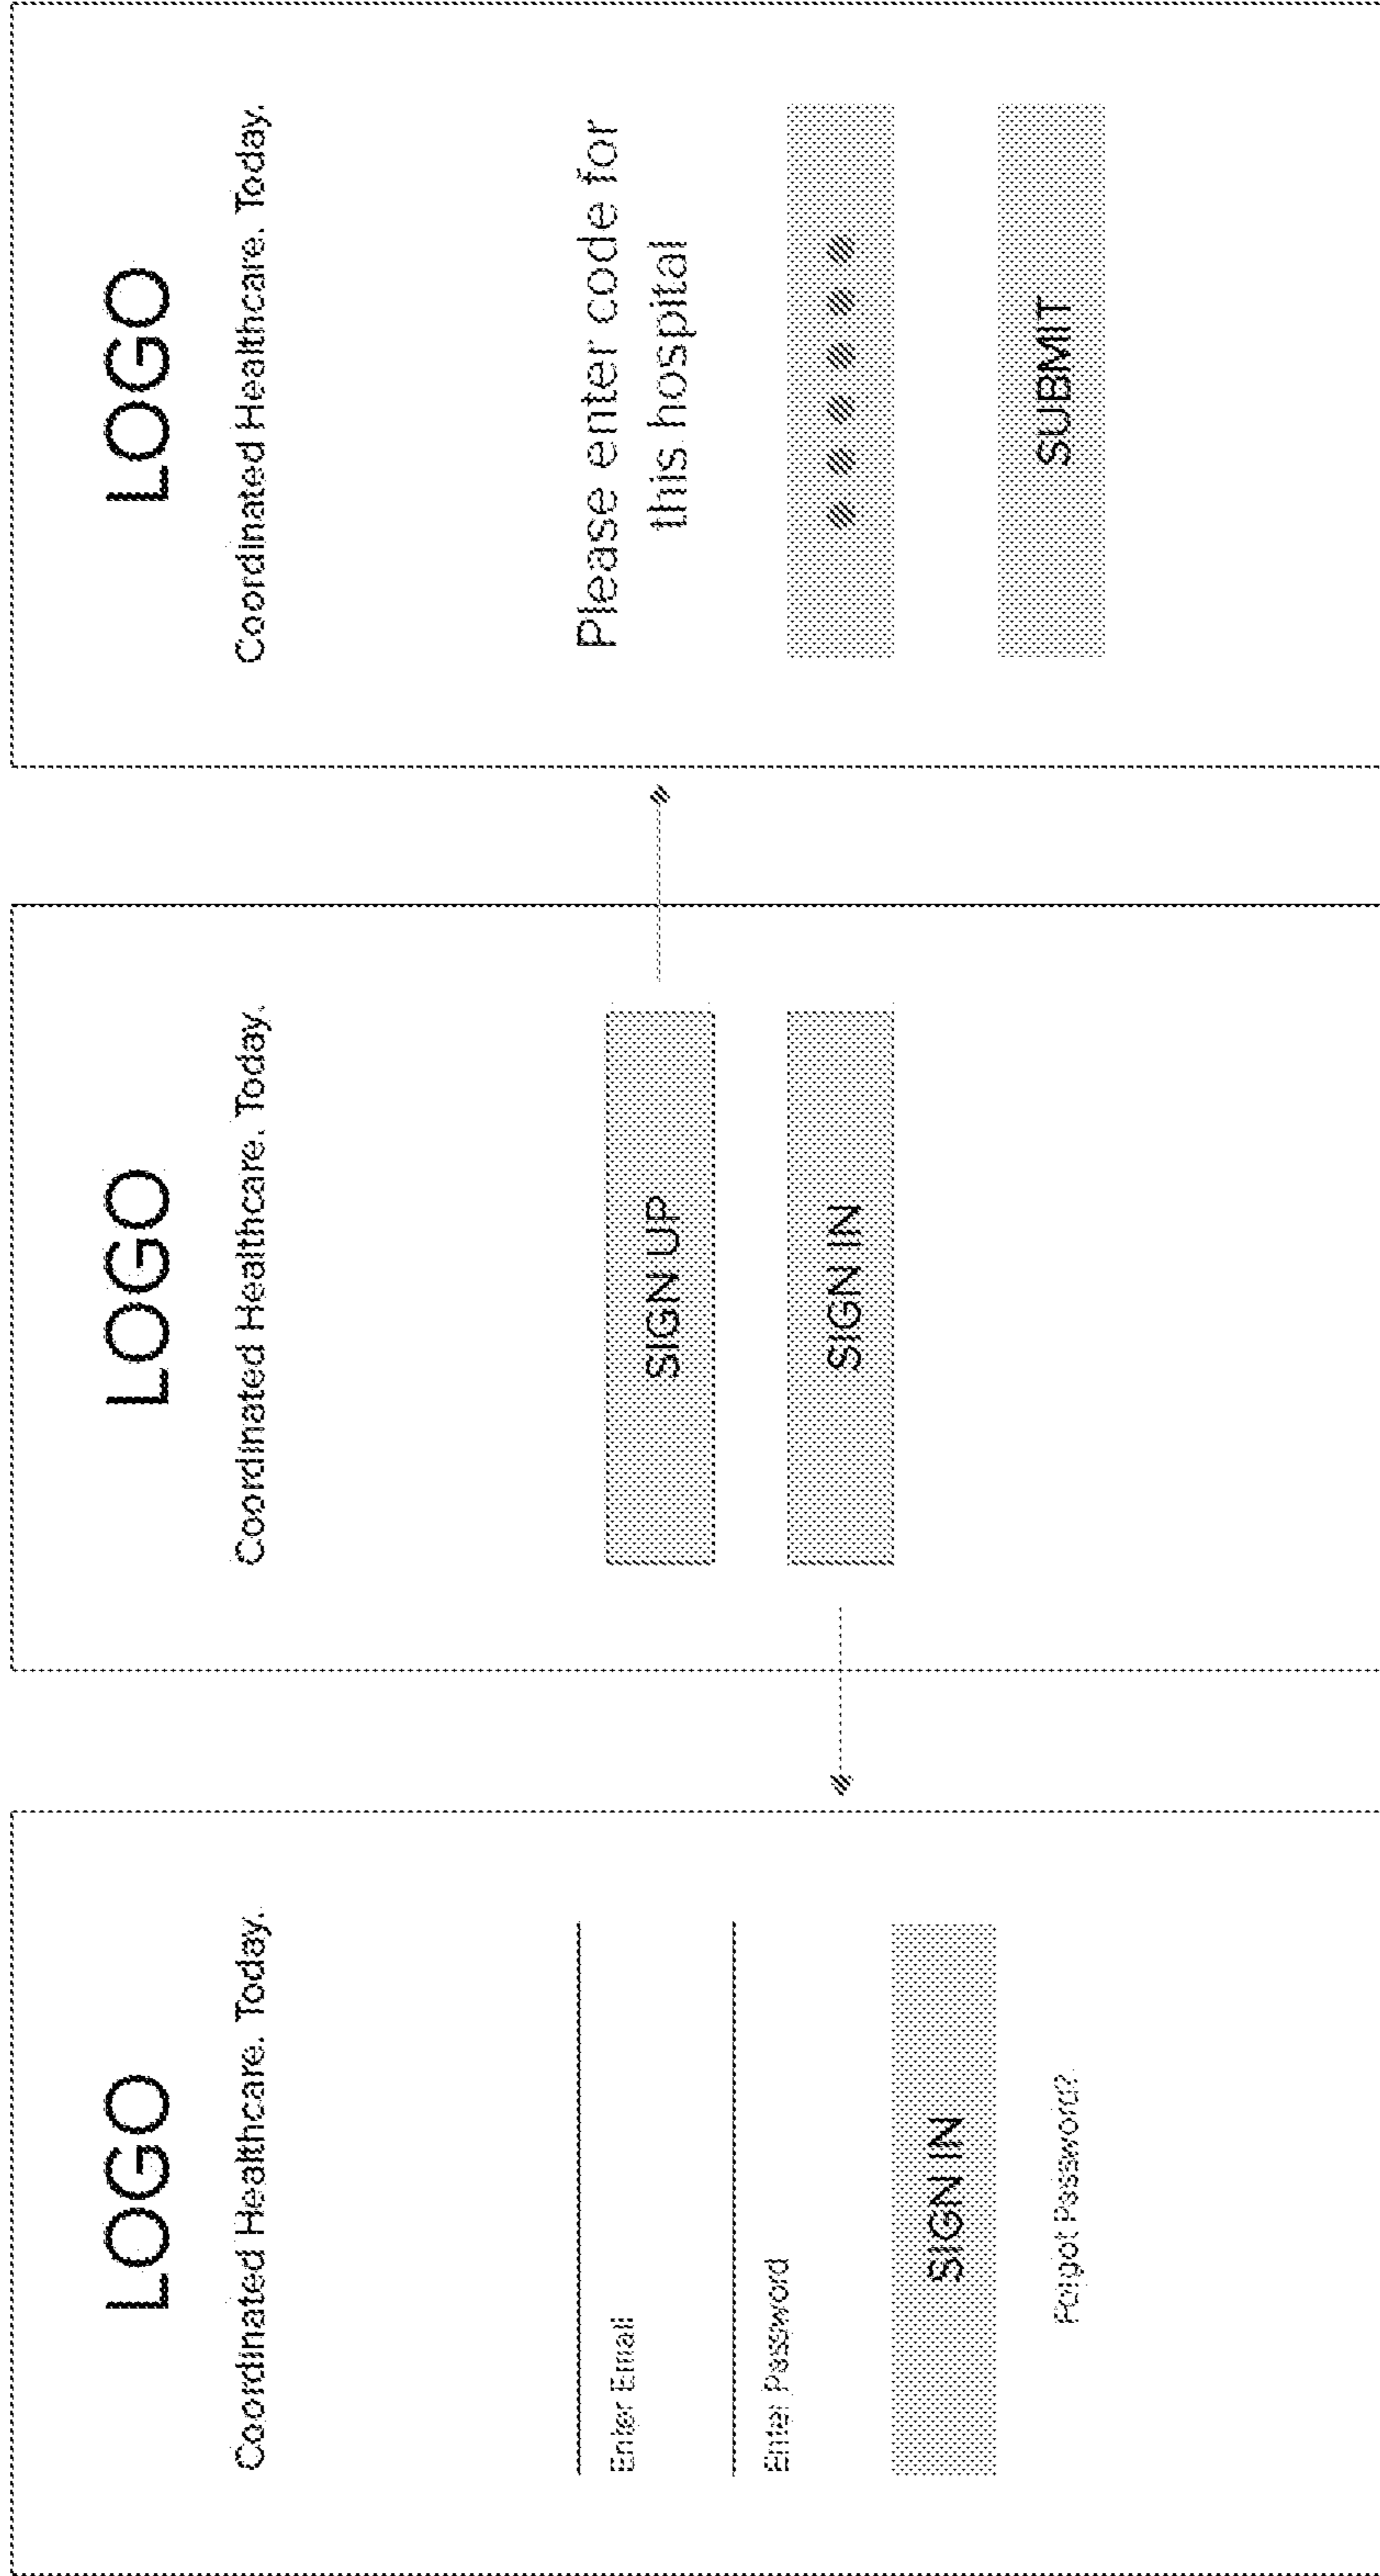 LOGO
Coordinated Healthcare. Today.
Enter Email
Enter Password
SIGN IN
Forgot Password?
LOGO
Coordinated Healthcare. Today.
SIGN UP
SIGN IN
LOGO
Coordinated Healthcare. Today.
Please enter code for
this hospital
SUBMIT